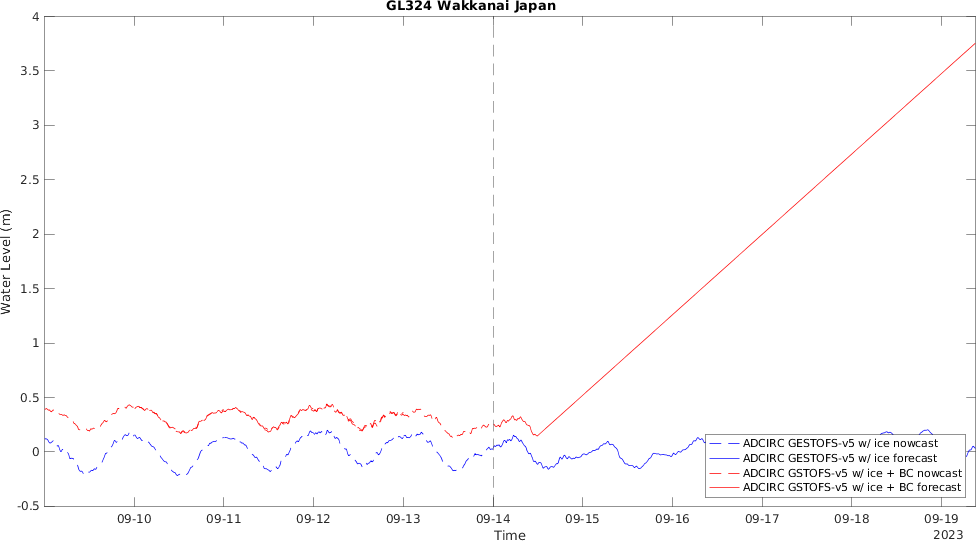 GL324 Wakkanai Japan
Water Level (m)
4
3.5
3
2.5
2
1.5
1
0.5
0
-0.5
ADCIRC GESTOFS-v5 w/ ice nowcast
ADCIRC GESTOFS-v5 w/ ice forecast
ADCIRC GSTOFS-v5 w/ ice + BC nowcast
ADCIRC GSTOFS-v5 w/ ice + BC forecast
09-10 09-11 09-12 09-13 09-14 09-15 09-16 09-17 09-18 09-19
Time
2023